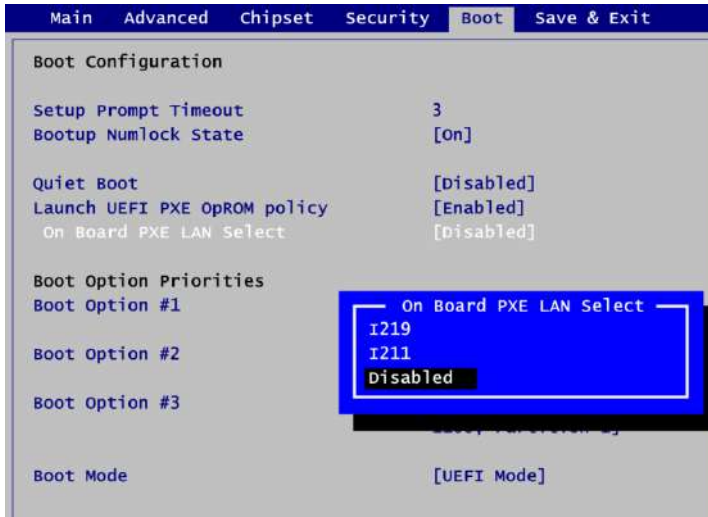 Main Advanced Chipset Security Boot Save & Exit
Boot Configuration
Setup Prompt Timeout 3
Bootup Numlock State [On]
Quiet Boot [Disabled]
Launch UEFI PXE OpROM policy [Enabled]
On Board PXE LAN Select [Disabled]
Boot Option Priorities
Boot Option #1
On Board PXE LAN Select
I219
I211
Disabled
Boot Option #2
Boot Option #3
Boot Mode [UEFI Mode]